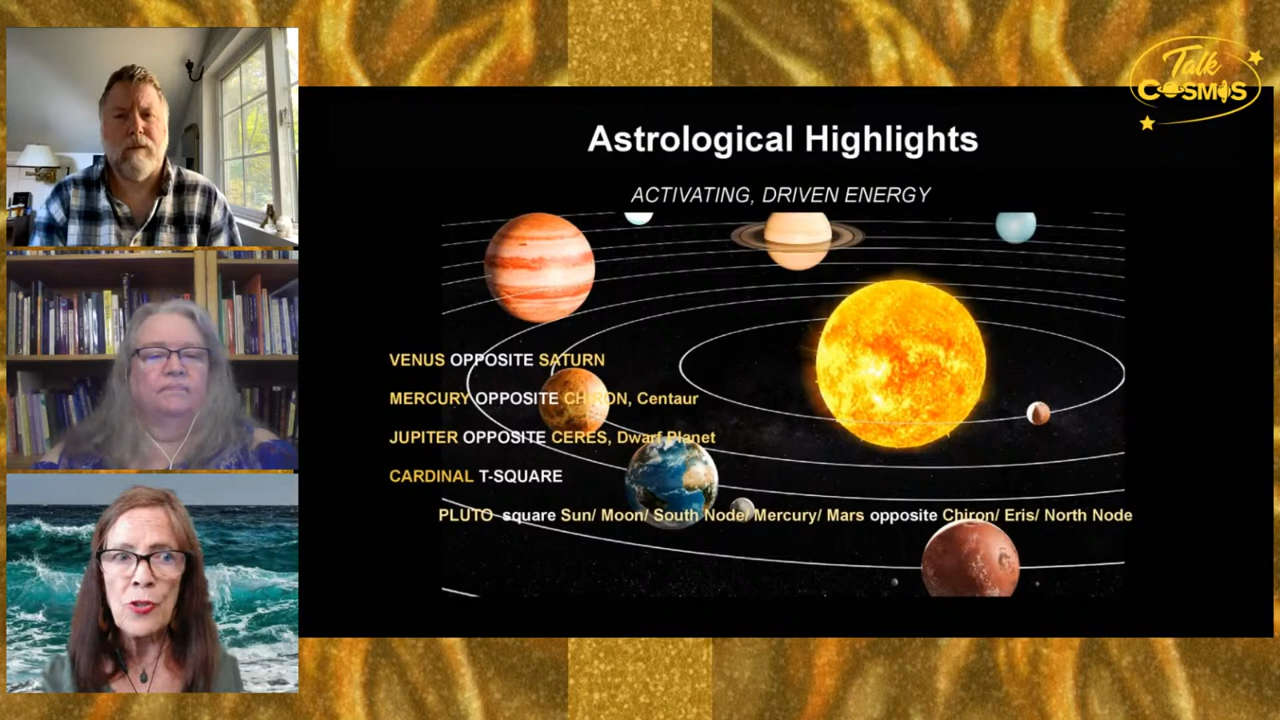 Talk
COSMOS
Astrological Highlights
ACTIVATING, DRIVEN ENERGY
VENUS OPPOSITE SATURN
MERCURY OPPOSITE CHIRON, Centaur
JUPITER OPPOSITE CERES, Dwarf Planet
CARDINAL T-SQUARE
PLUTO square Sun/ Moon/ South Node/ Mercury/ Mars opposite Chiron/ Eris/ North Node